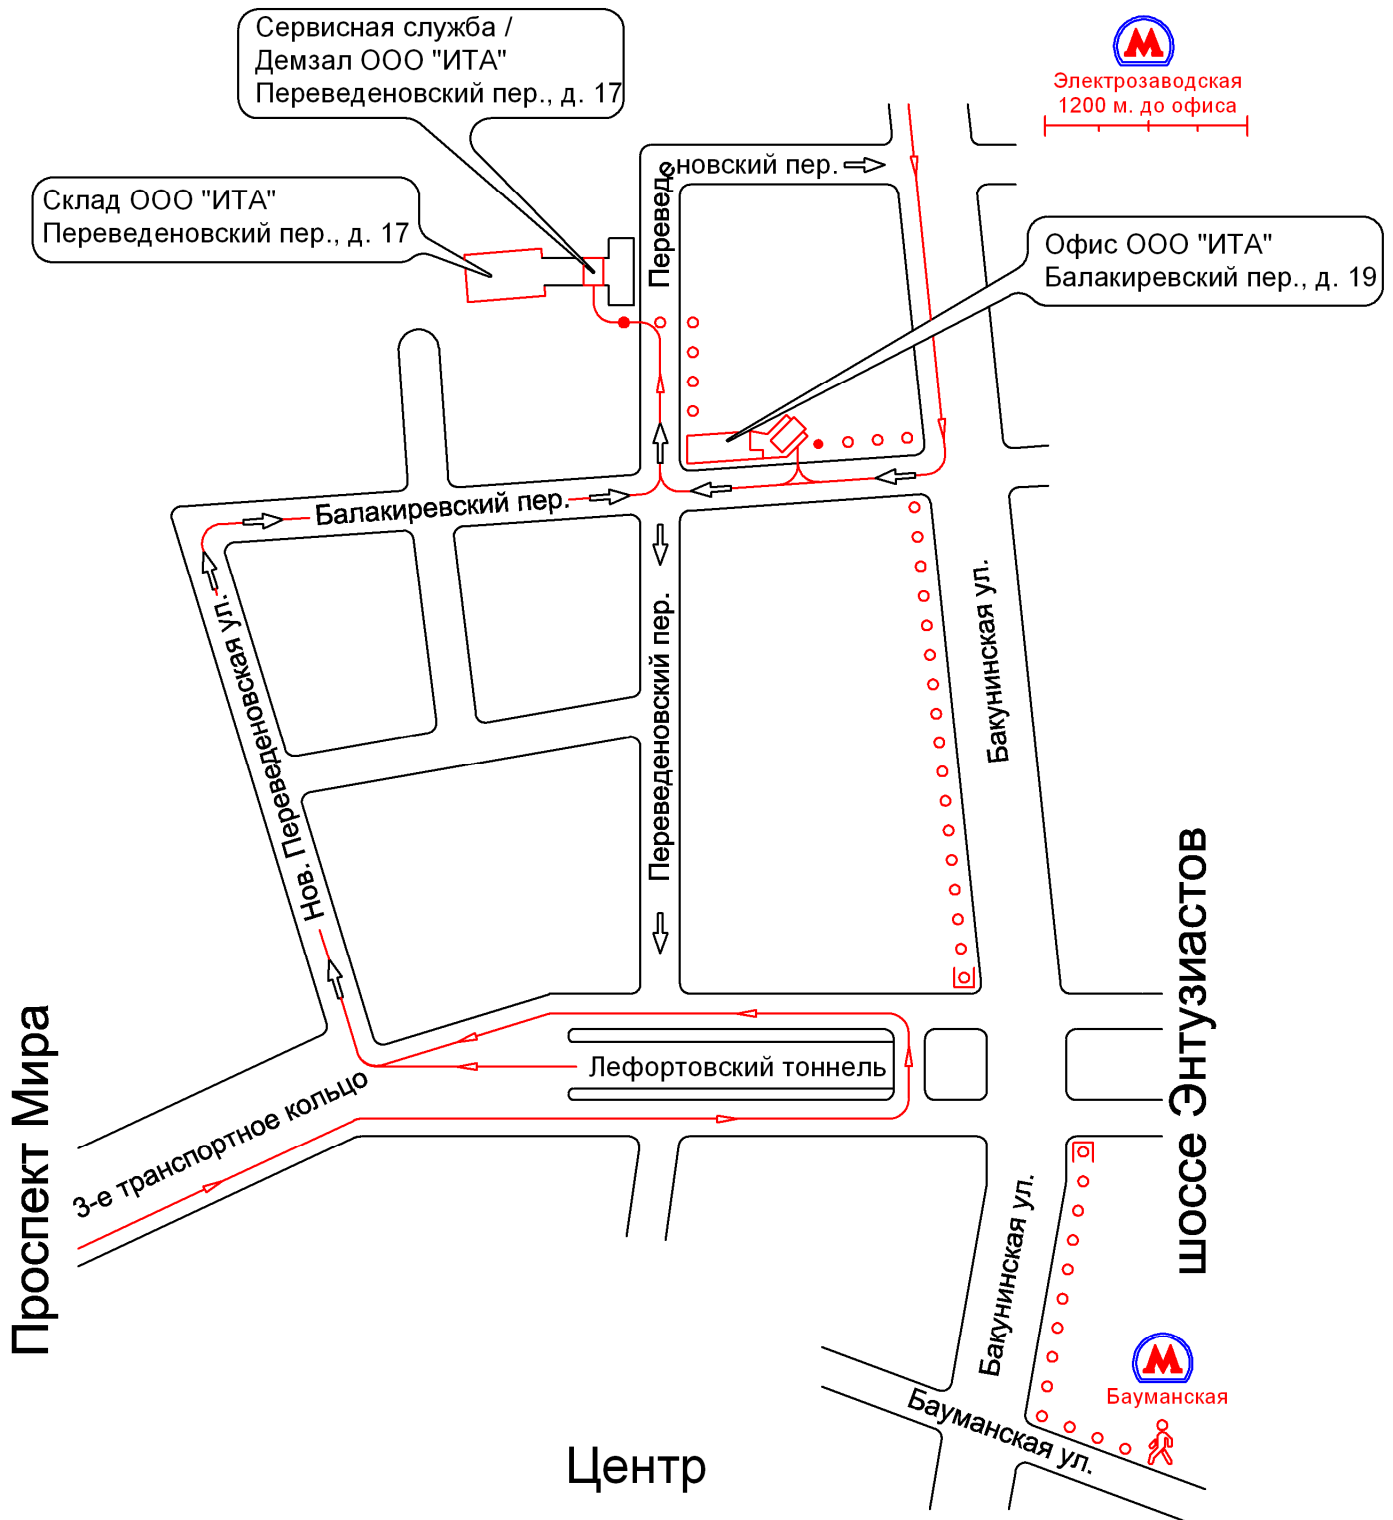 Сервисная служба /
Демзал ООО "ИТА"
Переведеновский пер., д. 17
М
Электрозаводская
1200 м. до офиса
Переведеновский пер.
Склад ООО "ИТА"
Переведеновский пер., д. 17
Офис ООО "ИТА"
Балакиревский пер., д. 19
Балакиревский пер.
Нов. Переведеновская ул.
Переведеновский пер.
Бакунинская ул.
шоссе Энтузиастов
Проспект Мира
Лефортовский тоннель
3-е транспортное кольцо
Бакунинская ул.
М
Бауманская
Бауманская ул.
Центр